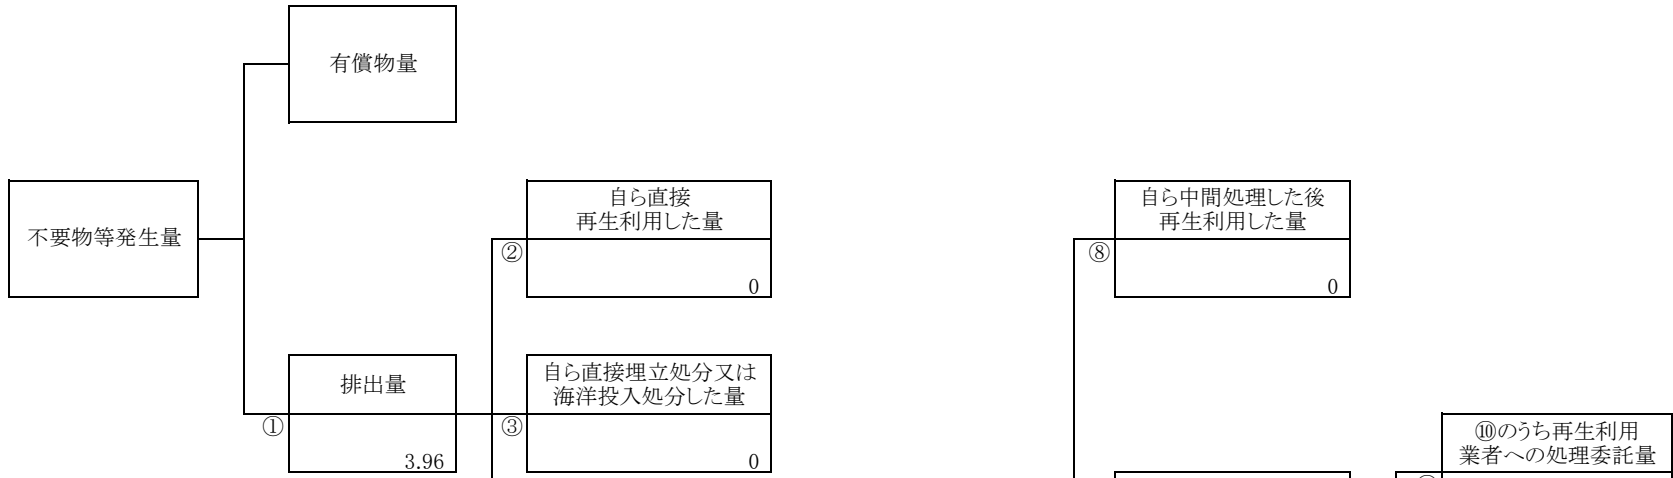 有償物量
不要物等発生量
自ら直接
再生利用した量
②
0
自ら中間処理した後
再生利用した量
⑧
0
排出量
①
3.96
自ら直接埋立処分又は
海洋投入処分した量
③
0
⑩のうち再生利用
業者への処理委託量